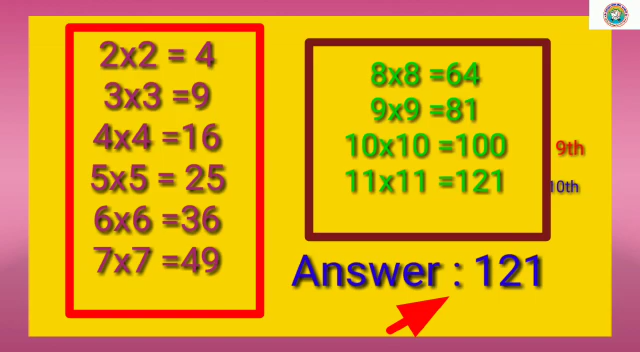 2x2 = 4
3x3 =9
4x4 =16
5x5 = 25
6x6 =36
7x7 =49
8x8 =64
9x9 =81
10x10 =100
11x11 =121
9th
10th
Answer : 121